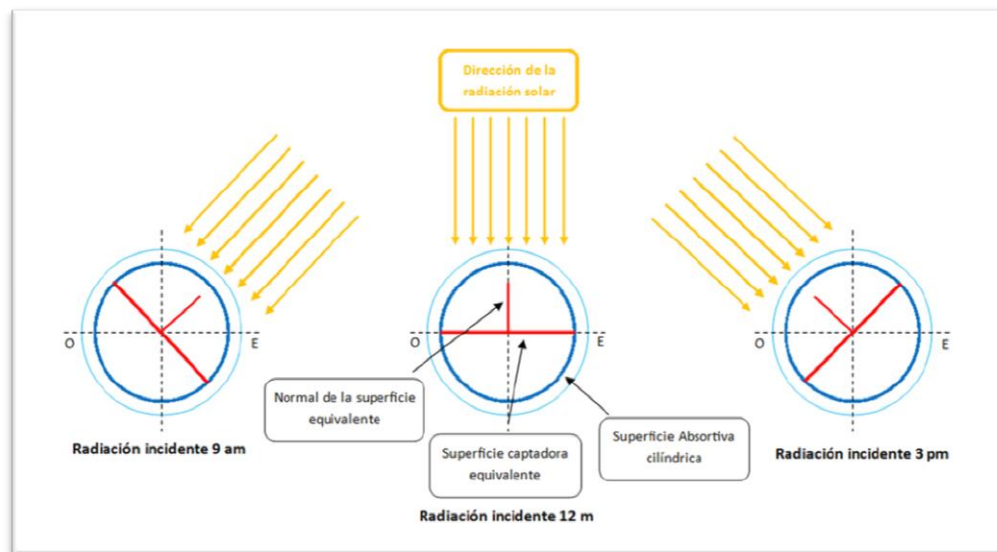 Dirección de la
radiación solar
O
E
O
E
O
E
Normal de la superficie
equivalente
Superficie captadora
equivalente
Superficie Absortiva
cilíndrica
Radiación incidente 9 am
Radiación incidente 3 pm
Radiación incidente 12 m